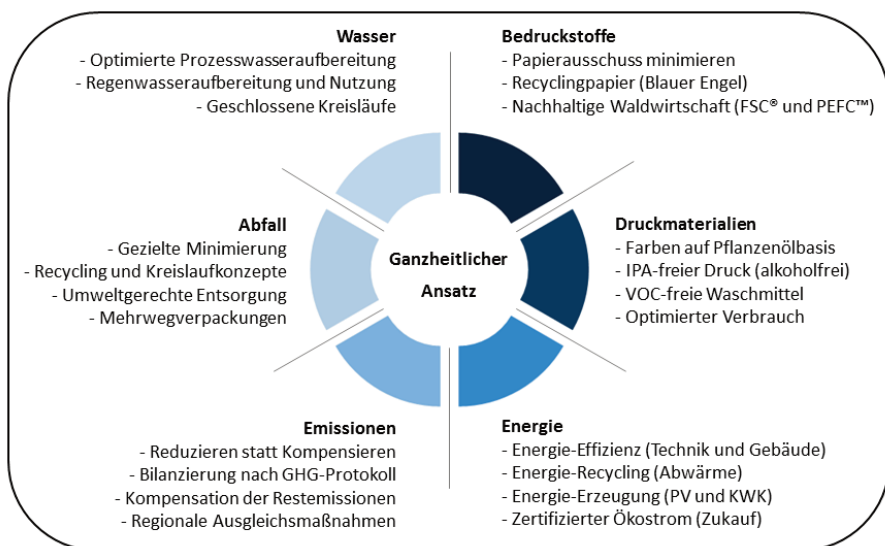 Wasser
- Optimierte Prozesswasseraufbereitung
- Regenwasseraufbereitung und Nutzung
- Geschlossene Kreisläufe
Bedruckstoffe
- Papierausschuss minimieren
- Recyclingpapier (Blauer Engel)
- Nachhaltige Waldwirtschaft (FSC® und PEFC™)
Abfall
- Gezielte Minimierung
- Recycling und Kreislaufkonzepte
- Umweltgerechte Entsorgung
- Mehrwegverpackungen
Ganzheitlicher
Ansatz
Druckmaterialien
- Farben auf Pflanzenölbasis
- IPA-freier Druck (alkoholfrei)
- VOC-freie Waschmittel
- Optimierter Verbrauch
Emissionen
- Reduzieren statt Kompensieren
- Bilanzierung nach GHG-Protokoll
- Kompensation der Restemissionen
- Regionale Ausgleichsmaßnahmen
Energie
- Energie-Effizienz (Technik und Gebäude)
- Energie-Recycling (Abwärme)
- Energie-Erzeugung (PV und KWK)
- Zertifizierter Ökostrom (Zukauf)